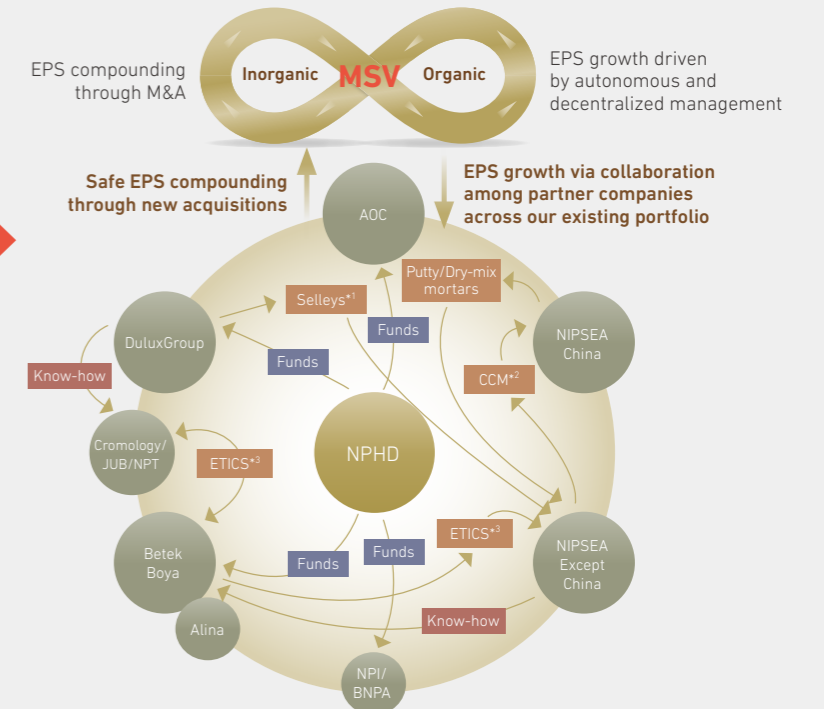 EPS compounding
through M&A
Inorganic
MSV
Organic
EPS growth driven
by autonomous and
decentralized management
Safe EPS compounding
through new acquisitions
EPS growth via collaboration
among partner companies
across our existing portfolio
AOC
Putty/Dry-mix
mortars
Selleys*1
Funds
DuluxGroup
NIPSEA
China
Funds
Know-how
CCM*2
Cromology/
JUB/NPT
ETICS*3
NPHD
ETICS*3
Betek
Boya
Funds
Funds
NIPSEA
Except
China
Alina
Know-how
NPI/
BNPA